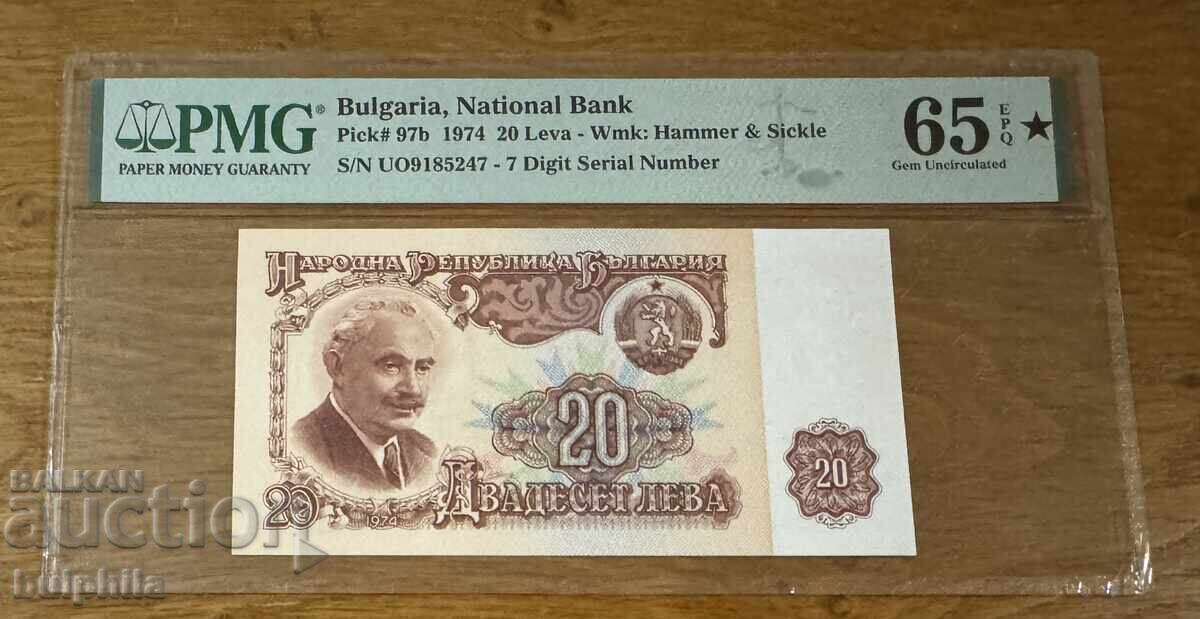 PMG®
PAPER MONEY GUARANTY
Bulgaria, National Bank
Pick# 97b 1974 20 Leva - Wmk: Hammer & Sickle
S/N UO9185247 - 7 Digit Serial Number
65 EPQ ★
Gem Uncirculated
НАРОДНА РЕПУБЛИКА БЪЛГАРИЯ
20
20
ДВАДЕСЕТ ЛЕВА
20
1974
BALKAN
auction
bulphila